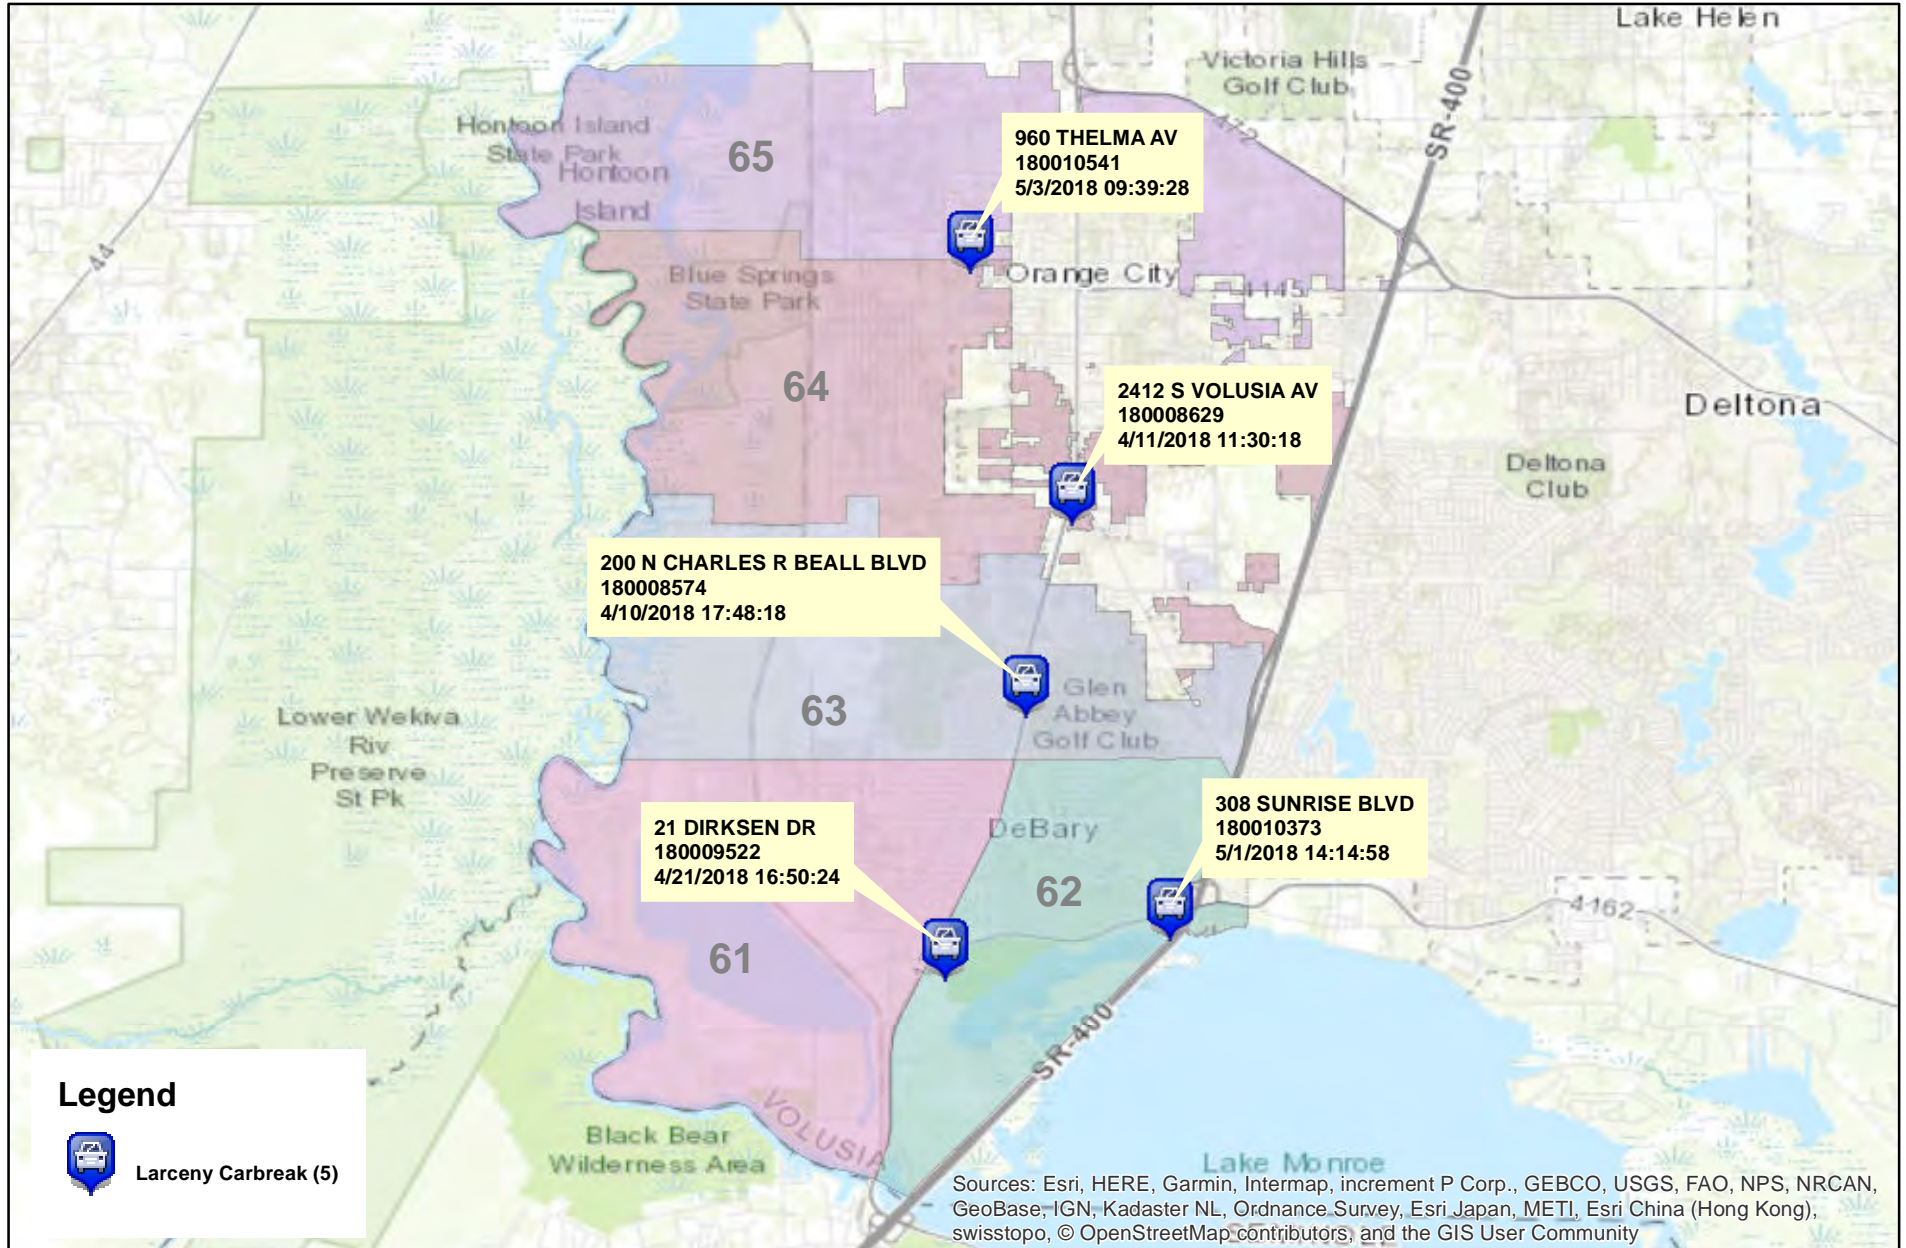 Lake Helen
Victoria Hills
Golf Club
SR-400
472
Hontoon Island
State Park
Hontoon
Island
65
960 THELMA AV
180010541
5/3/2018 09:39:28
44
Blue Springs
State Park
Orange City
4145
64
2412 S VOLUSIA AV
180008629
4/11/2018 11:30:18
Deltona
Deltona
Club
200 N CHARLES R BEALL BLVD
180008574
4/10/2018 17:48:18
63
Glen
Abbey
Golf Club
Lower Wekiva
Riv
Preserve
St Pk
21 DIRKSEN DR
180009522
4/21/2018 16:50:24
DeBary
308 SUNRISE BLVD
180010373
5/1/2018 14:14:58
62
4162
61
SR-400
VOLUSIA
Black Bear
Wilderness Area
Lake Monroe
Legend
Larceny Carbreak (5)
Sources: Esri, HERE, Garmin, Intermap, increment P Corp., GEBCO, USGS, FAO, NPS, NRCAN,
GeoBase, IGN, Kadaster NL, Ordnance Survey, Esri Japan, METI, Esri China (Hong Kong),
swisstopo, © OpenStreetMap contributors, and the GIS User Community